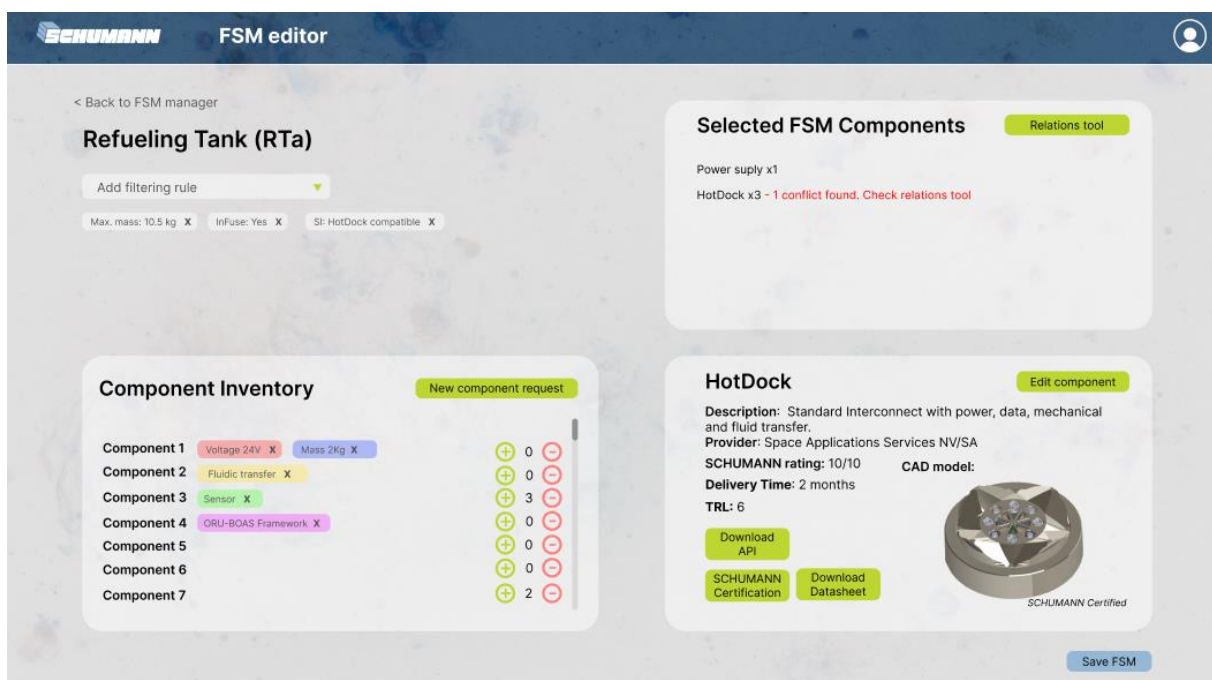 SCHUMANN
FSM editor
< Back to FSM manager
Refueling Tank (RTa)
Add filtering rule
Max. mass: 10.5 kg X
InFuse: Yes X
SI: HotDock compatible X
Selected FSM Components
Relations tool
Power suply x1
HotDock x3 - 1 conflict found. Check relations tool
Component Inventory
New component request
Component 1 Voltage 24V X Mass 2Kg X 0
Component 2 Fluidic transfer X 0
Component 3 Sensor X 3
Component 4 ORU-BOAS Framework X 0
Component 5 0
Component 6 0
Component 7 2
HotDock
Edit component
Description: Standard Interconnect with power, data, mechanical
and fluid transfer.
Provider: Space Applications Services NV/SA
SCHUMANN rating: 10/10
CAD model:
Delivery Time: 2 months
TRL: 6
Download
API
SCHUMANN
Certification
Download
Datasheet
SCHUMANN Certified
Save FSM